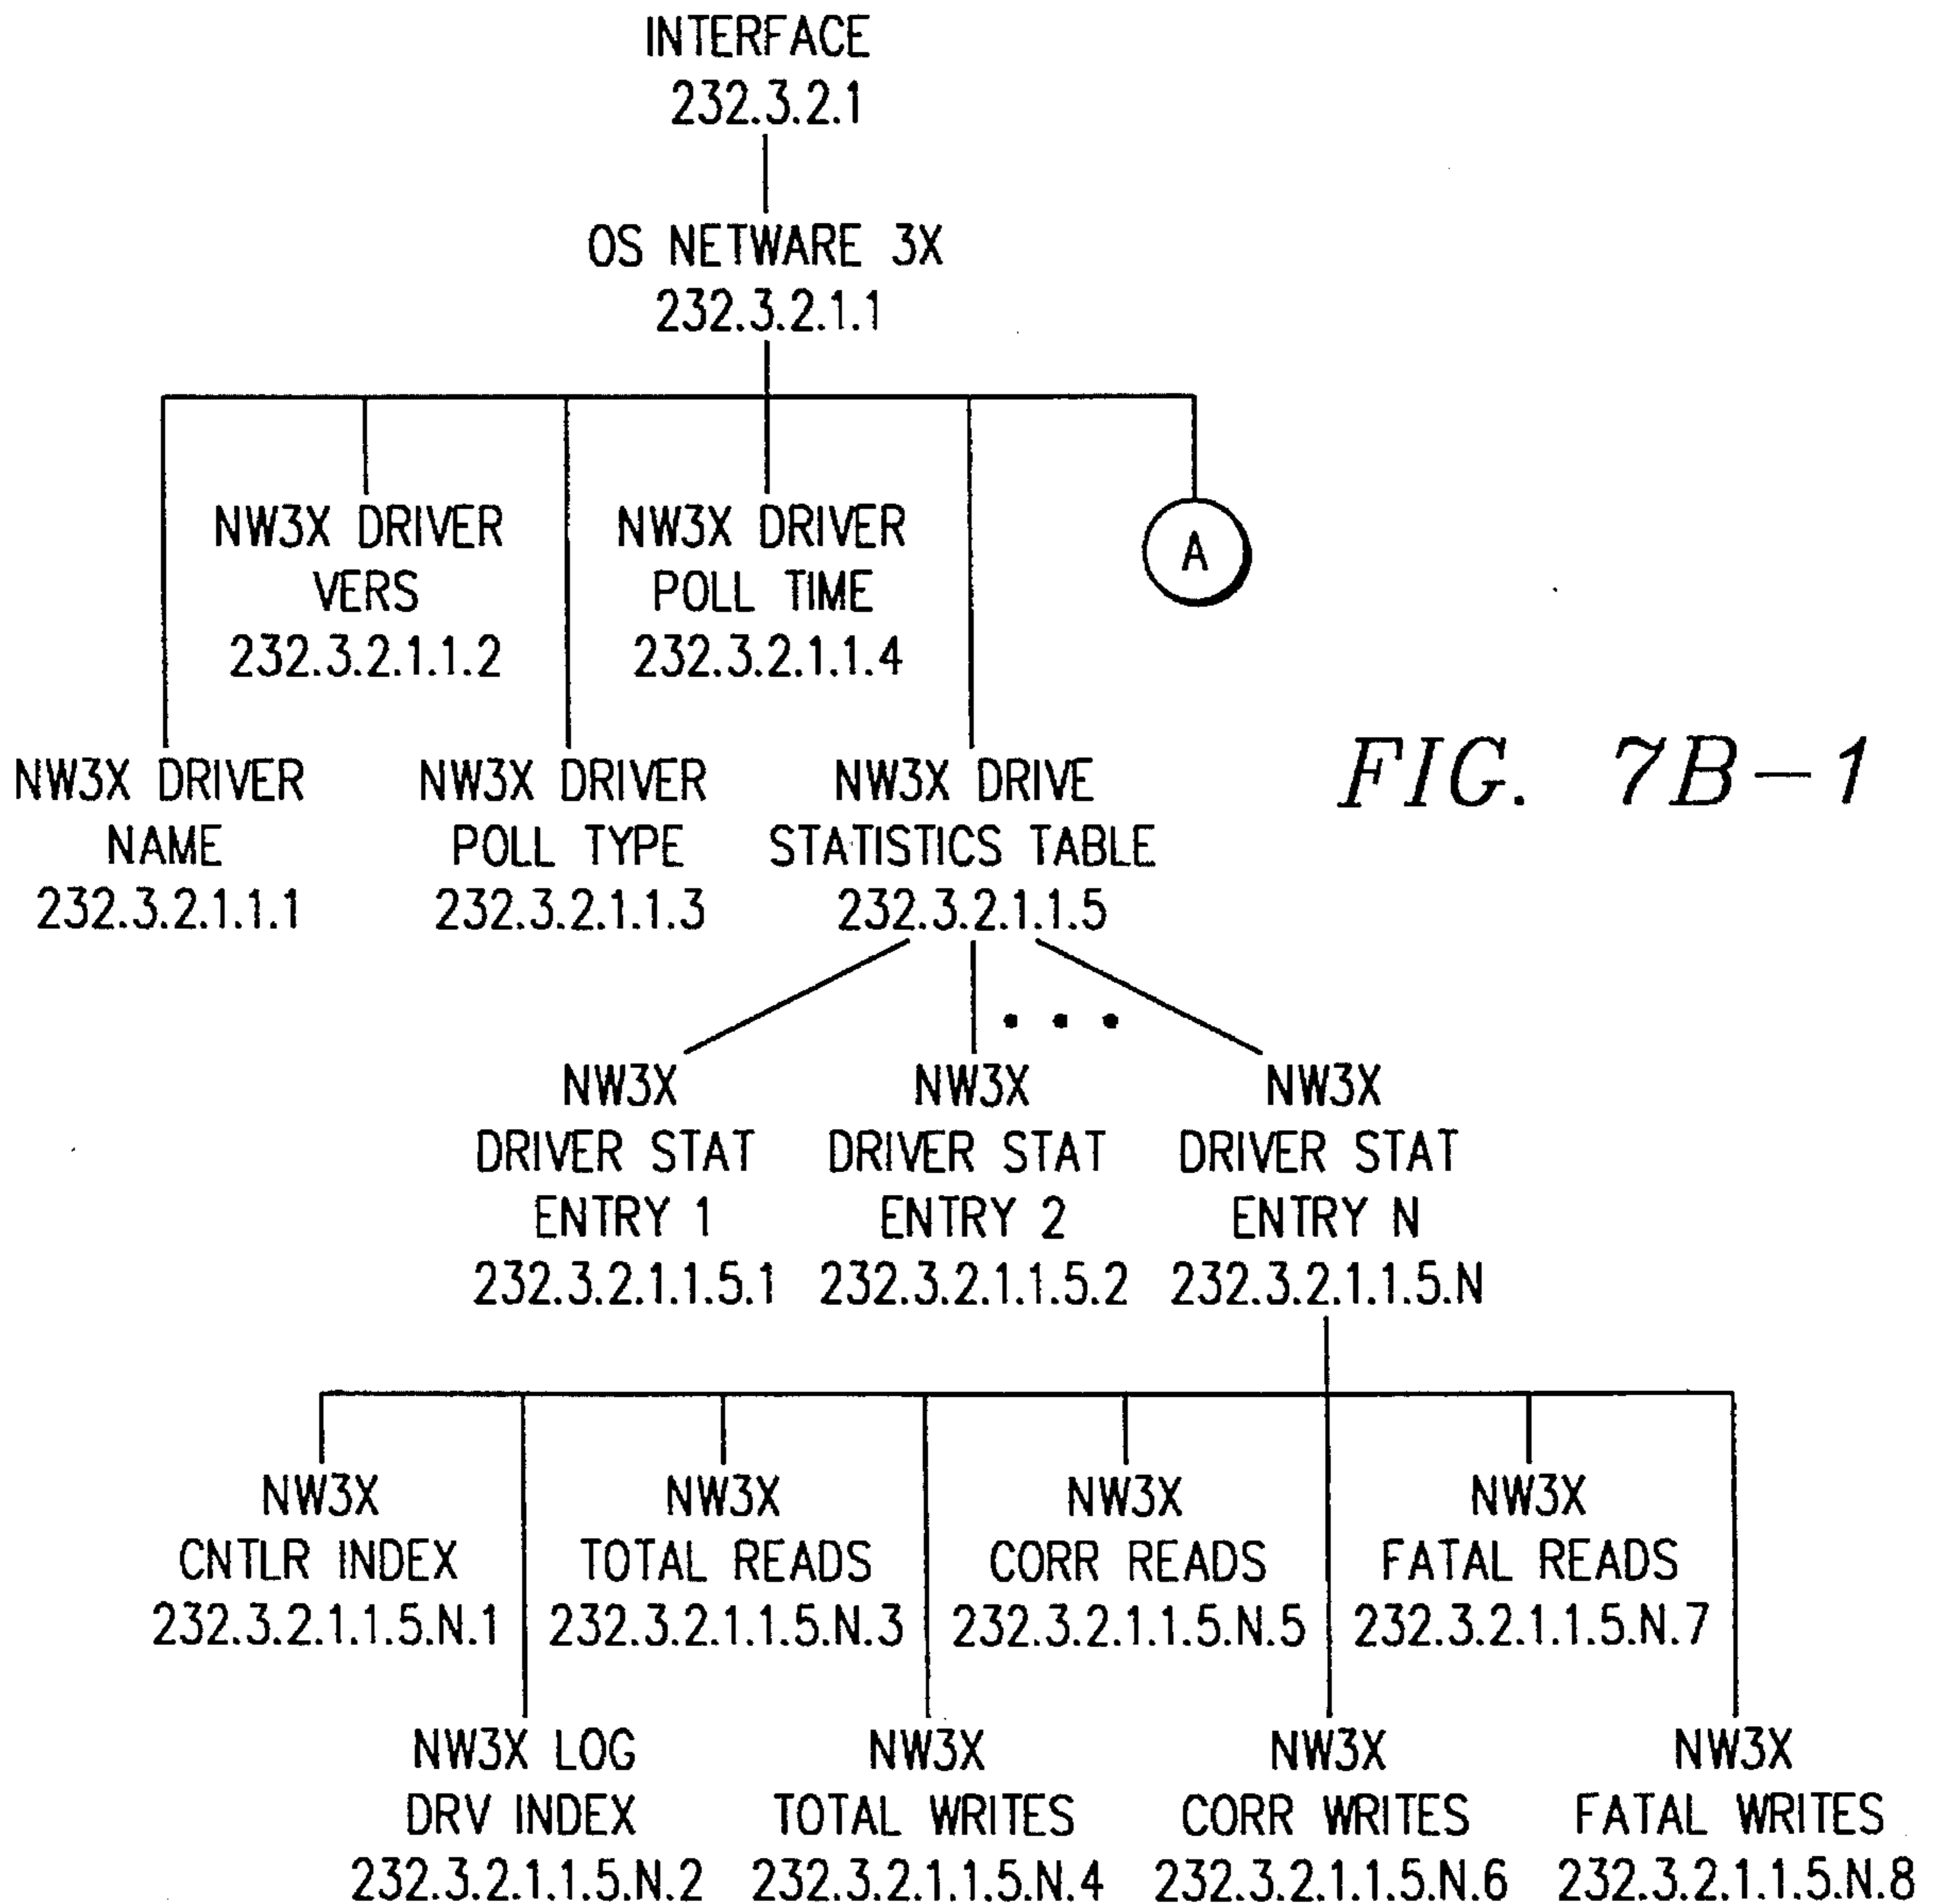 INTERFACE
232.3.2.1
OS NETWARE 3X
232.3.2.1.1
NW3X DRIVER
VERS
232.3.2.1.1.2
NW3X DRIVER
POLL TIME
232.3.2.1.1.4
A
NW3X DRIVER
NAME
232.3.2.1.1.1
NW3X DRIVER
POLL TYPE
232.3.2.1.1.3
NW3X DRIVE
STATISTICS TABLE
232.3.2.1.1.5
FIG. 7B-1
• • •
NW3X
DRIVER STAT
ENTRY 1
232.3.2.1.1.5.1
NW3X
DRIVER STAT
ENTRY 2
232.3.2.1.1.5.2
NW3X
DRIVER STAT
ENTRY N
232.3.2.1.1.5.N
NW3X
CNTLR INDEX
232.3.2.1.1.5.N.1
NW3X
TOTAL READS
232.3.2.1.1.5.N.3
NW3X
CORR READS
232.3.2.1.1.5.N.5
NW3X
FATAL READS
232.3.2.1.1.5.N.7
NW3X LOG
DRV INDEX
232.3.2.1.1.5.N.2
NW3X
TOTAL WRITES
232.3.2.1.1.5.N.4
NW3X
CORR WRITES
232.3.2.1.1.5.N.6
NW3X
FATAL WRITES
232.3.2.1.1.5.N.8